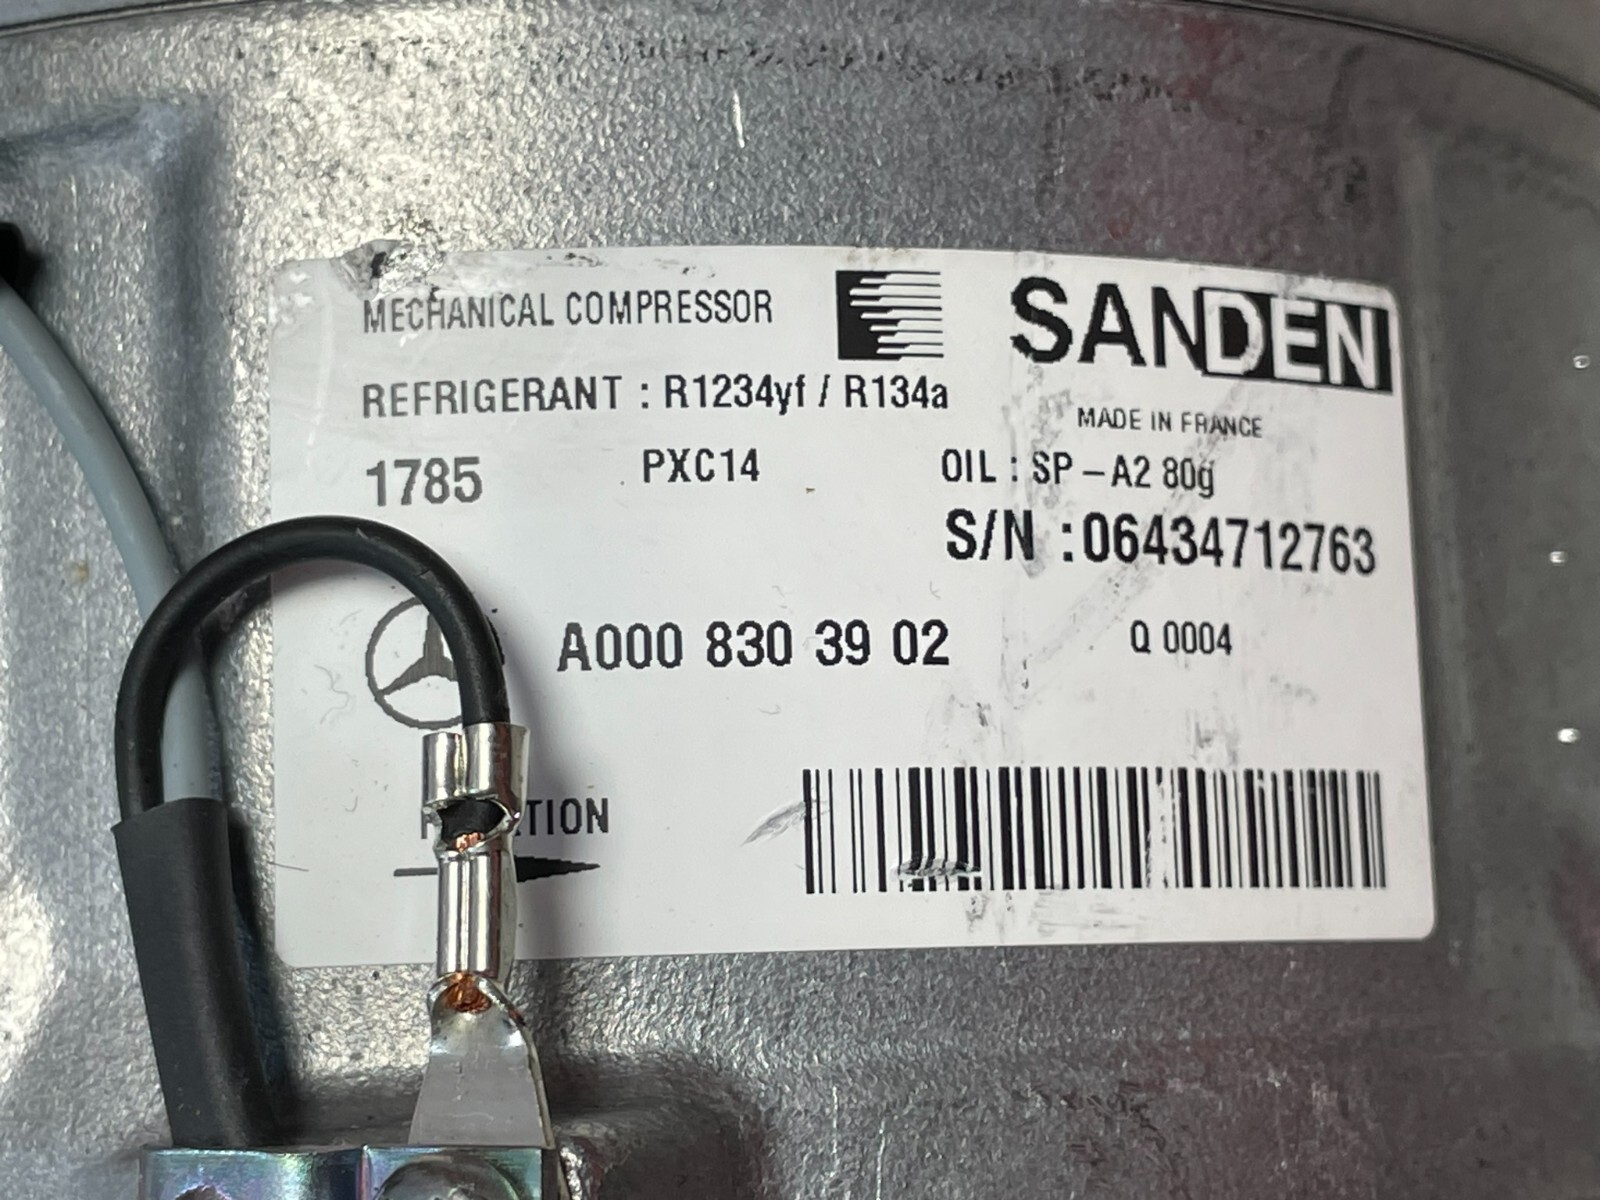 MECHANICAL COMPRESSOR
SANDEN
REFRIGERANT : R1234yf / R134a
MADE IN FRANCE
1785 PXC14 OIL : SP - A2 80g
S/N :06434712763
A000 830 39 02 Q 0004